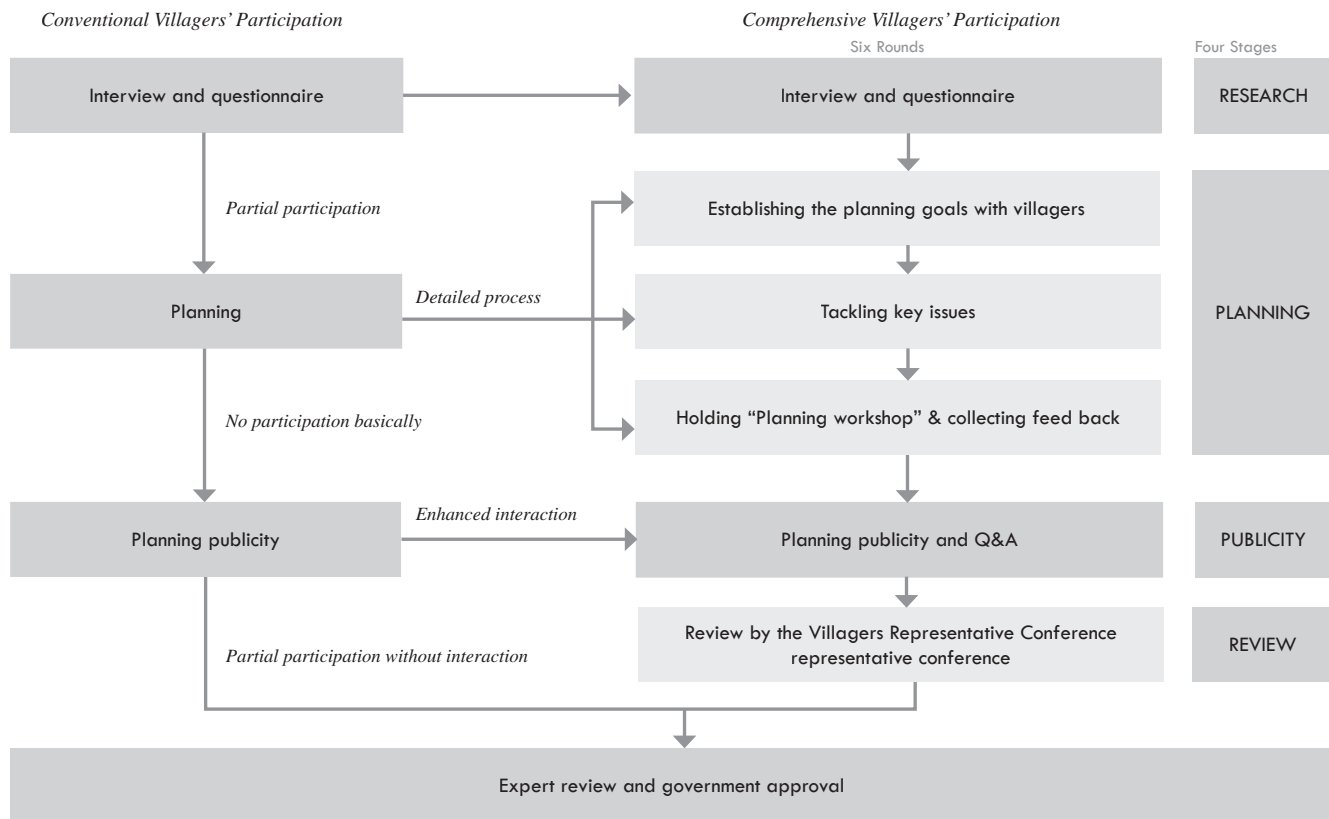 Conventional Villagers’ Participation
Comprehensive Villagers’ Participation
Six Rounds
Four Stages
Interview and questionnaire
Interview and questionnaire
RESEARCH
Partial participation
Establishing the planning goals with villagers
Planning
Detailed process
Tackling key issues
PLANNING
No participation basically
Holding “Planning workshop” & collecting feed back
Planning publicity
Enhanced interaction
Planning publicity and Q&A
PUBLICITY
Partial participation without interaction
Review by the Villagers Representative Conference
representative conference
REVIEW
Expert review and government approval